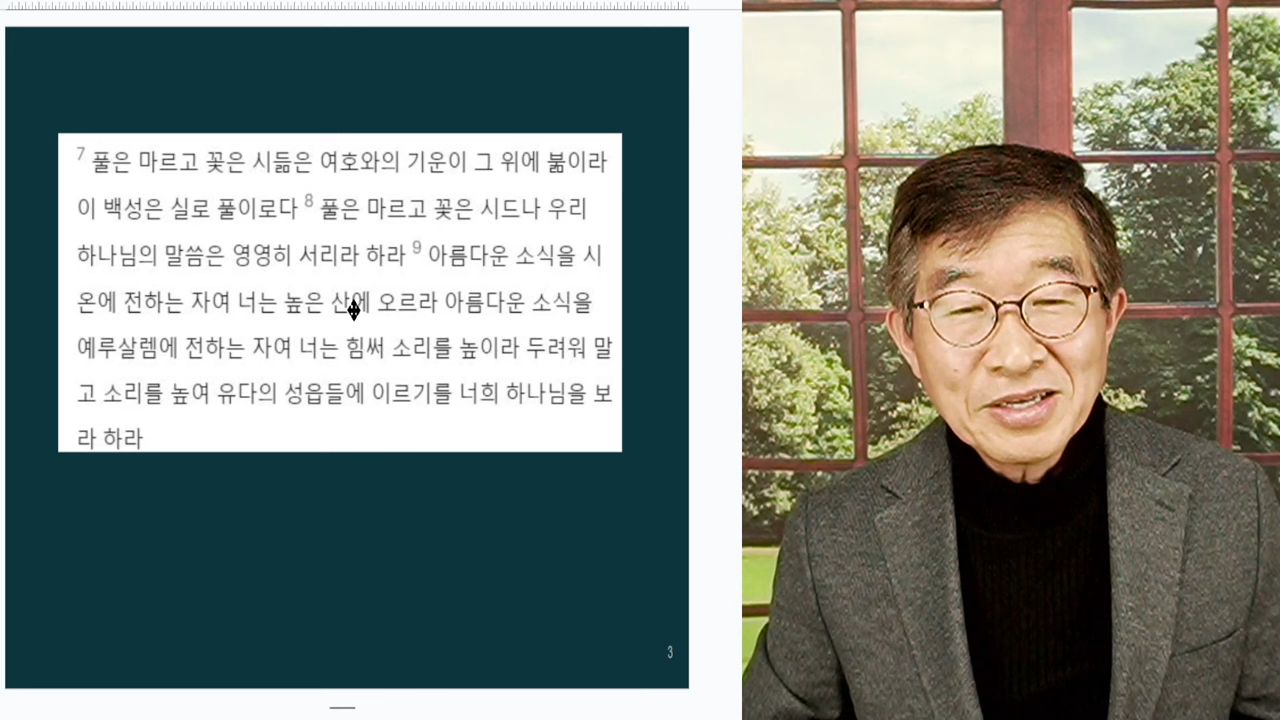 7 풀은 마르고 꽃은 시듦은 여호와의 기운이 그 위에 붊이라
이 백성은 실로 풀이로다 8 풀은 마르고 꽃은 시드나 우리
하나님의 말씀은 영영히 서리라 하라 9 아름다운 소식을 시
온에 전하는 자여 너는 높은 산에 오르라 아름다운 소식을
예루살렘에 전하는 자여 너는 힘써 소리를 높이라 두려워 말
고 소리를 높여 유다의 성읍들에 이르기를 너희 하나님을 보
라 하라
3